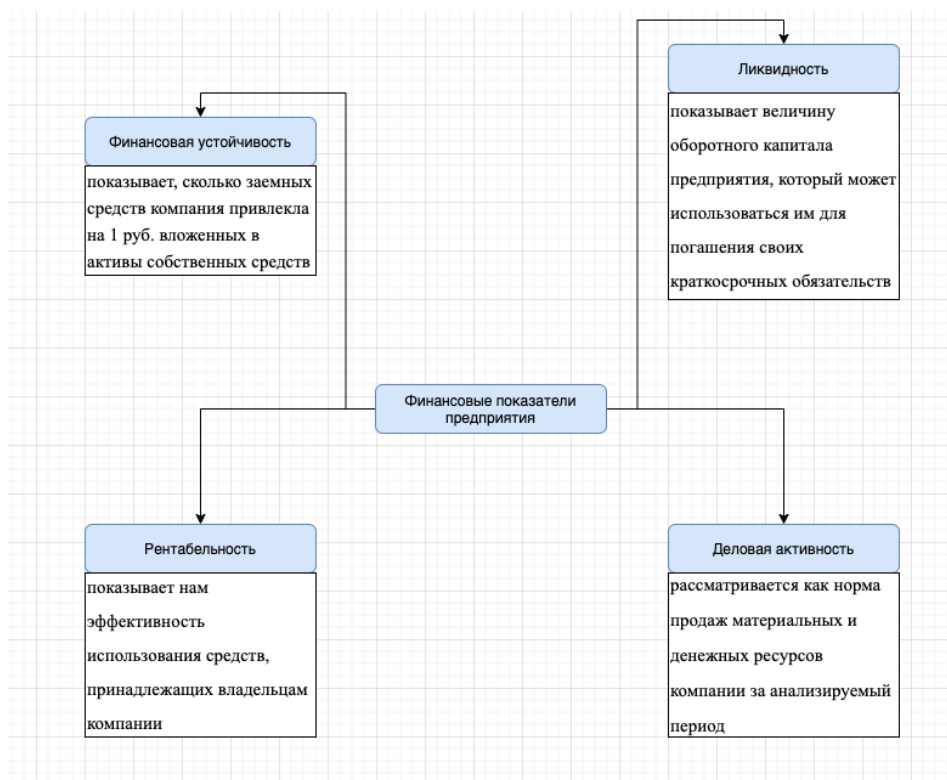 Ликвидность
показывает величину
оборотного капитала
предприятия, который может
использоваться им для
погашения своих
краткосрочных обязательств
Финансовая устойчивость
показывает, сколько заемных
средств компания привлекла
на 1 руб. вложенных в
активы собственных средств
Финансовые показатели
предприятия
Рентабельность
показывает нам
эффективность
использования средств,
принадлежащих владельцам
компании
Деловая активность
рассматривается как норма
продаж материальных и
денежных ресурсов
компании за анализируемый
период